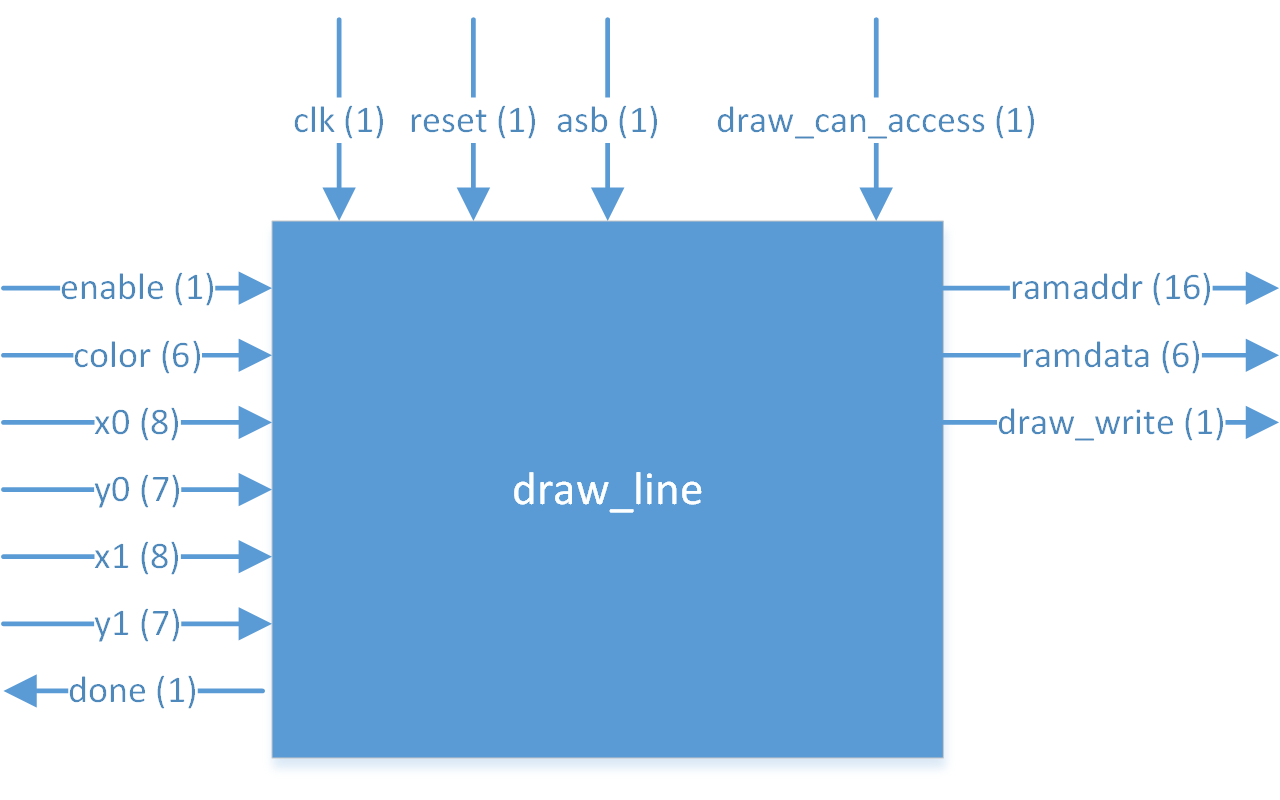 clk (1) reset (1) asb (1) draw_can_access (1)
enable (1) ramaddr (16)
color (6) ramdata (6)
x0 (8) draw_write (1)
y0 (7) draw_line
x1 (8)
y1 (7)
done (1)